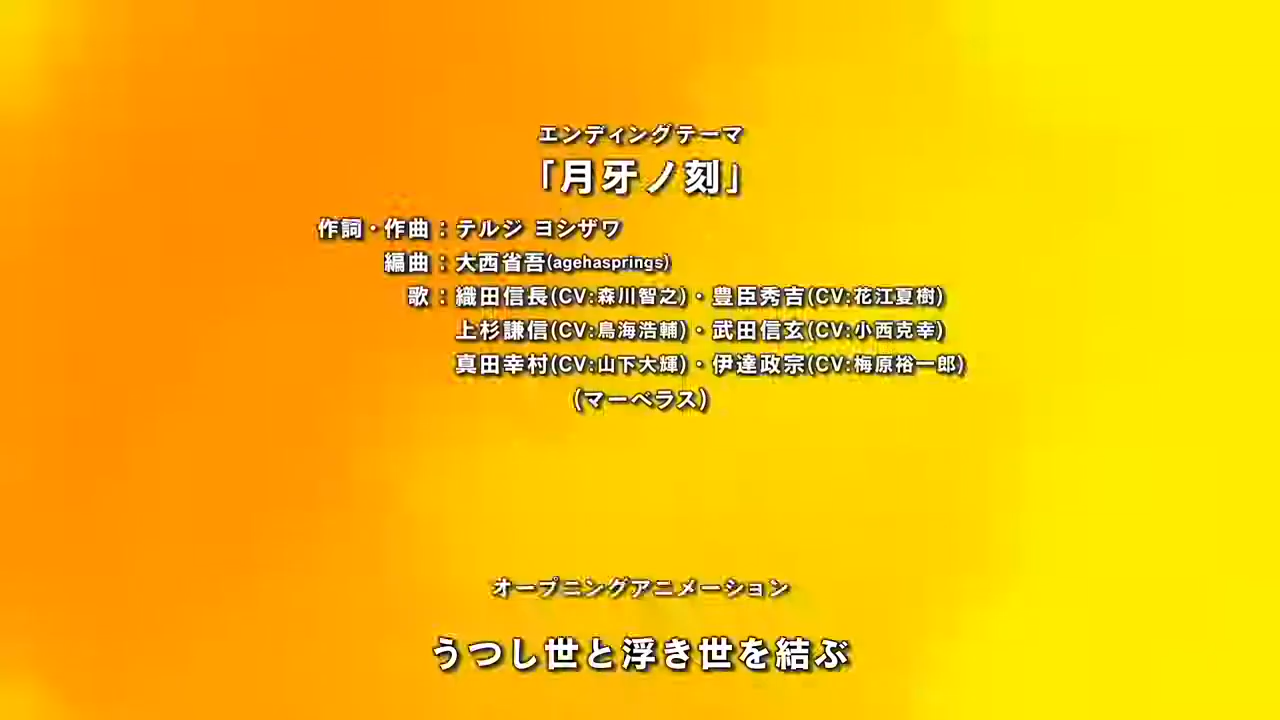 エンディングテーマ
「月牙ノ刻」
作詞・作曲：テルジ ヨシザワ
編曲：大西省吾(agehasprings)
歌：織田信長(CV:森川智之)・豊臣秀吉(CV:花江夏樹)
上杉謙信(CV:鳥海浩輔)・武田信玄(CV:小西克幸)
真田幸村(CV:山下大輝)・伊達政宗(CV:梅原裕一郎)
(マーベラス)
オープニングアニメーション
うつし世と浮き世を結ぶ